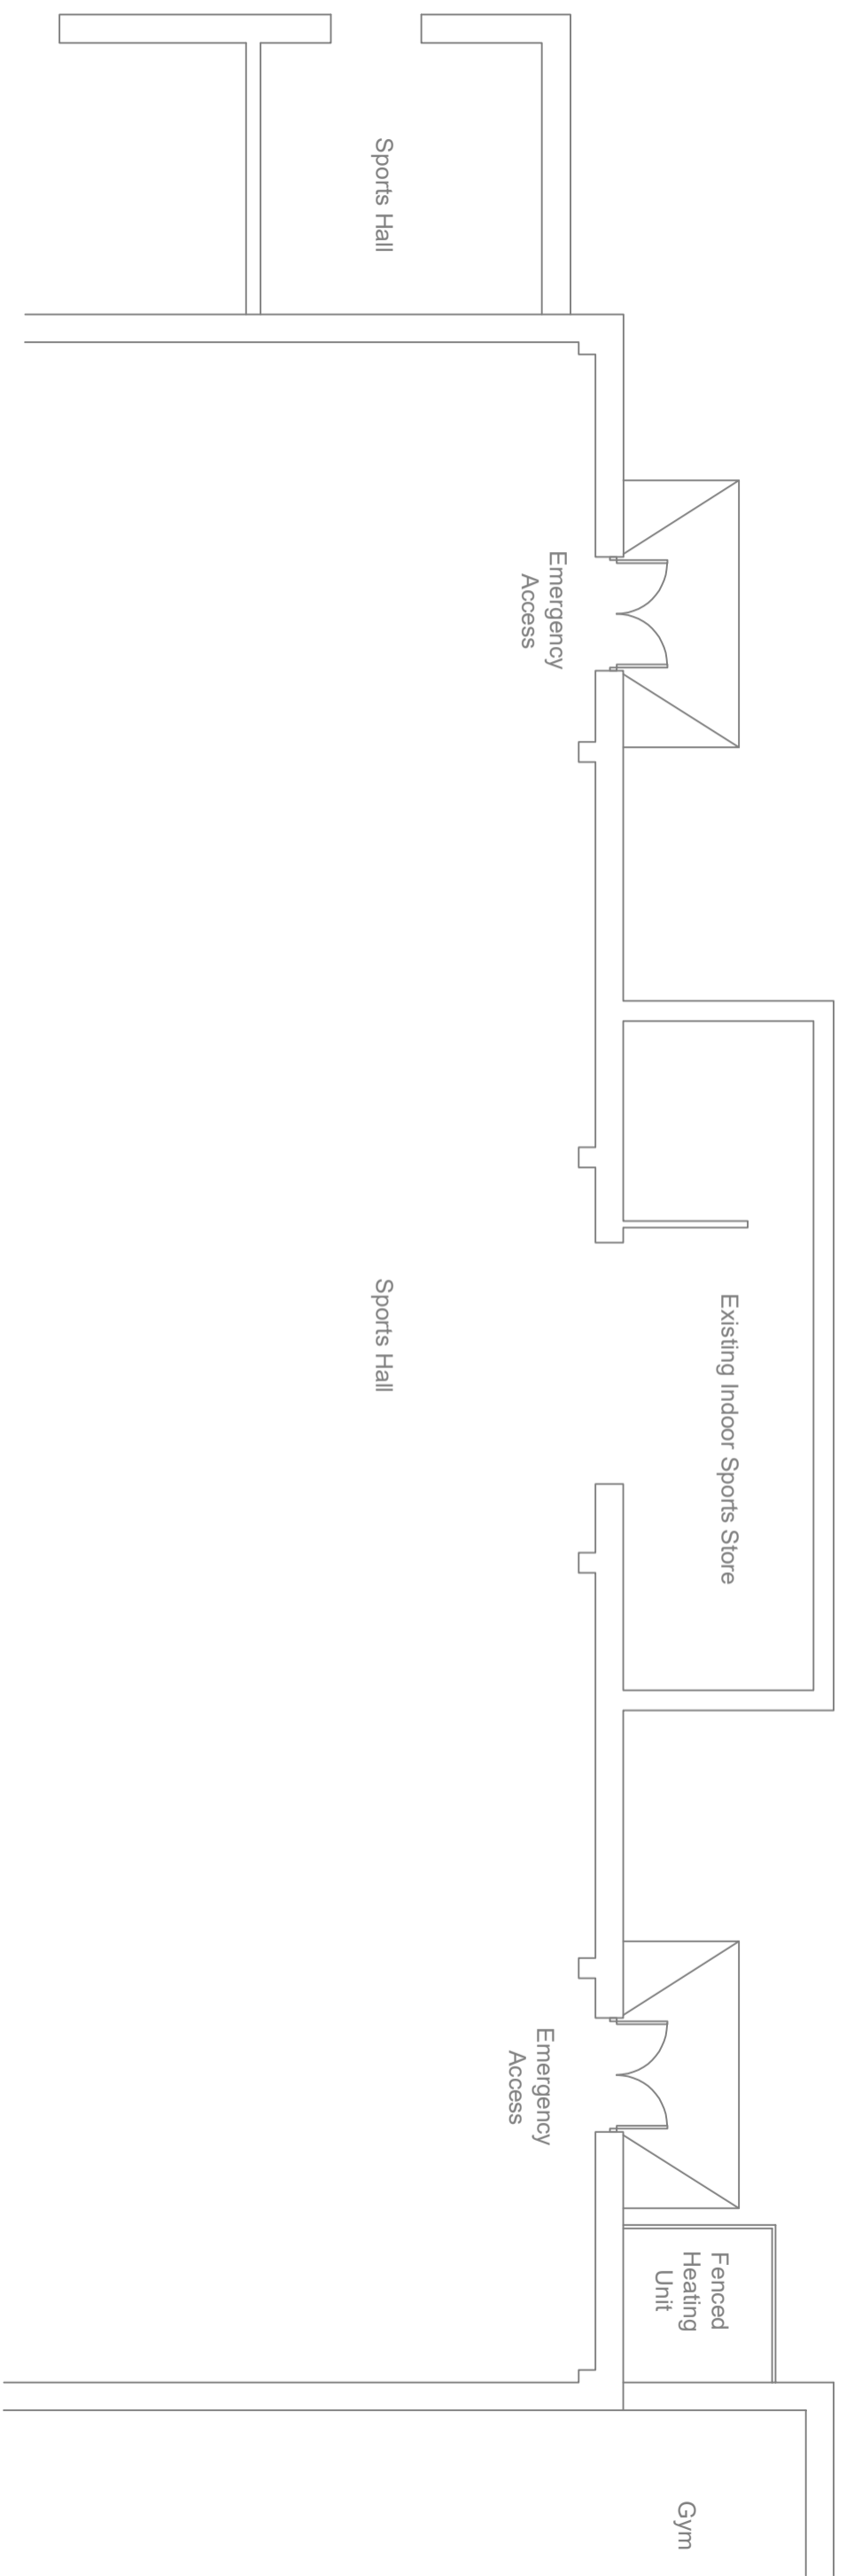 Sports Hall
Emergency
Access
Existing Indoor Sports Store
Sports Hall
Emergency
Access
Fenced
Heating
Unit
Gym